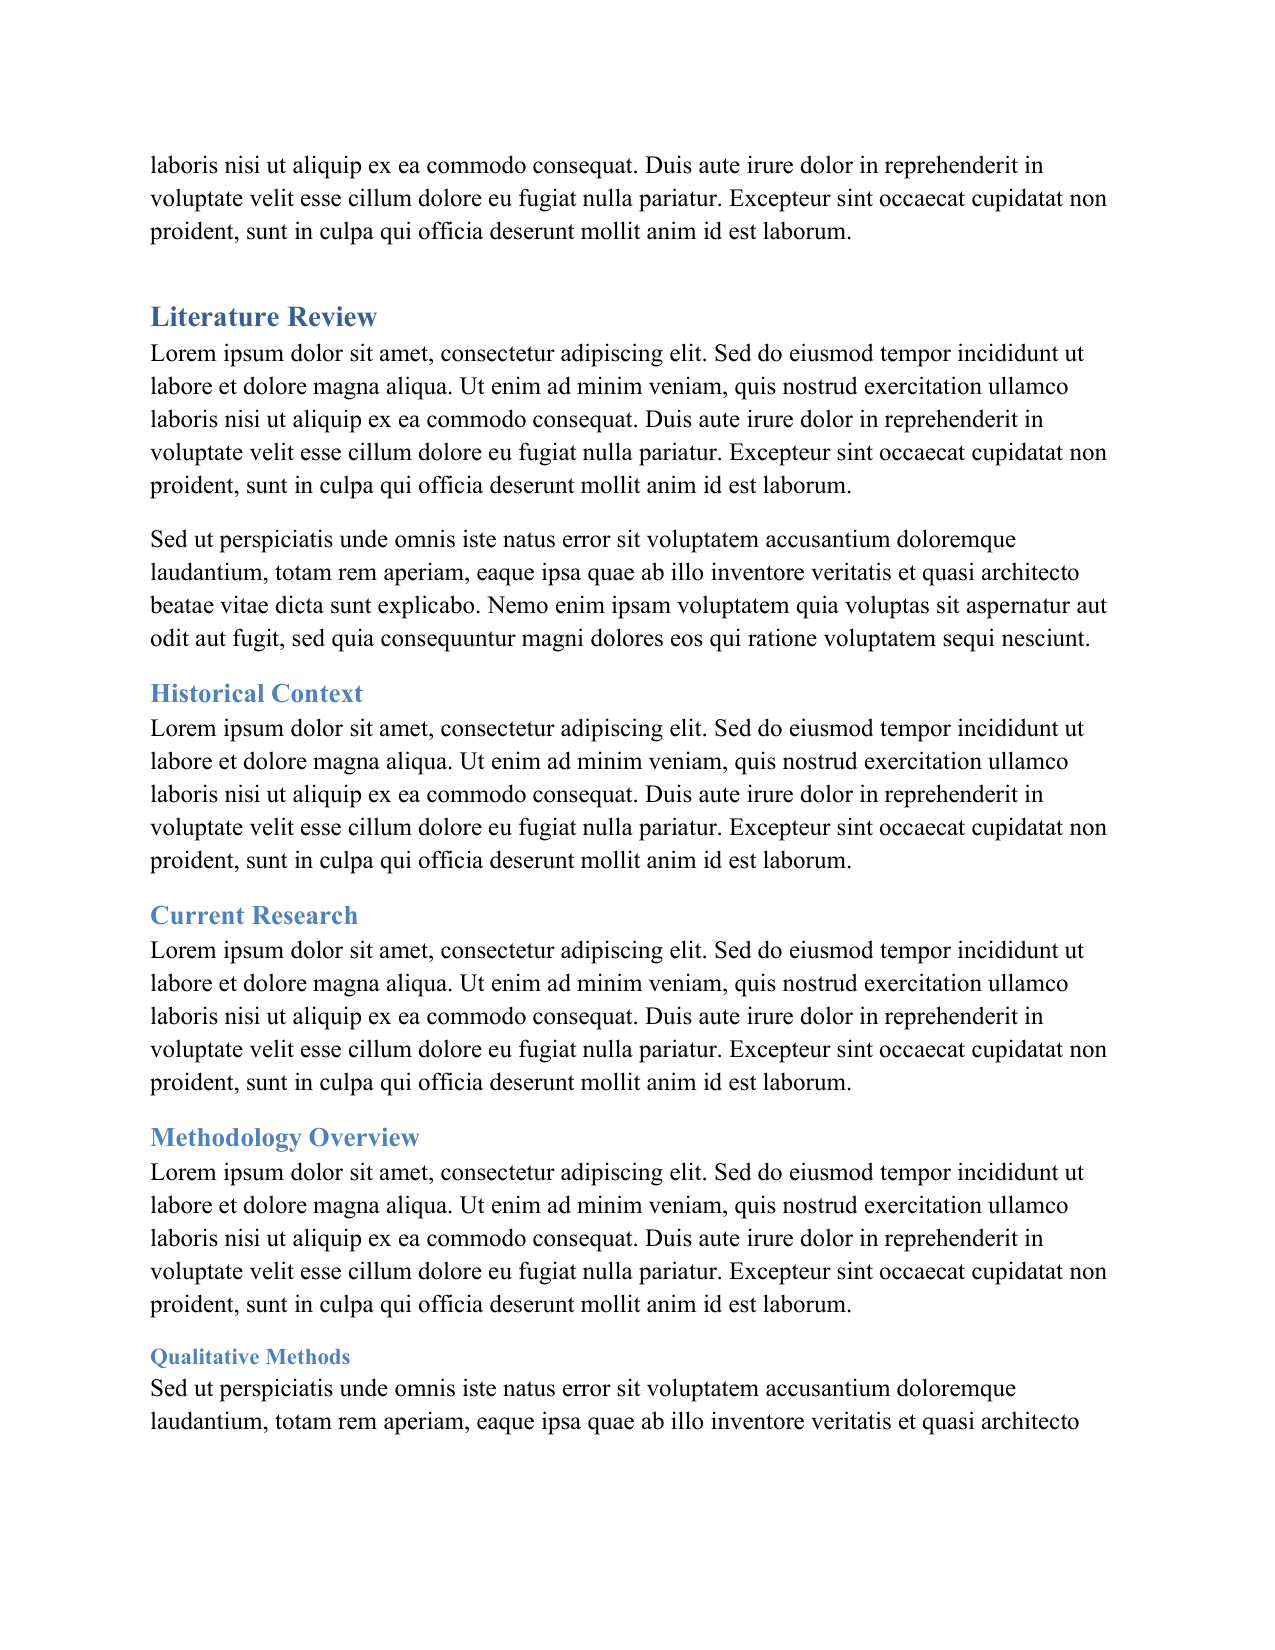 laboris nisi ut aliquip ex ea commodo consequat. Duis aute irure dolor in reprehenderit in
voluptate velit esse cillum dolore eu fugiat nulla pariatur. Excepteur sint occaecat cupidatat non
proident, sunt in culpa qui officia deserunt mollit anim id est laborum.
Literature Review
Lorem ipsum dolor sit amet, consectetur adipiscing elit. Sed do eiusmod tempor incididunt ut
labore et dolore magna aliqua. Ut enim ad minim veniam, quis nostrud exercitation ullamco
laboris nisi ut aliquip ex ea commodo consequat. Duis aute irure dolor in reprehenderit in
voluptate velit esse cillum dolore eu fugiat nulla pariatur. Excepteur sint occaecat cupidatat non
proident, sunt in culpa qui officia deserunt mollit anim id est laborum.
Sed ut perspiciatis unde omnis iste natus error sit voluptatem accusantium doloremque
laudantium, totam rem aperiam, eaque ipsa quae ab illo inventore veritatis et quasi architecto
beatae vitae dicta sunt explicabo. Nemo enim ipsam voluptatem quia voluptas sit aspernatur aut
odit aut fugit, sed quia consequuntur magni dolores eos qui ratione voluptatem sequi nesciunt.
Historical Context
Lorem ipsum dolor sit amet, consectetur adipiscing elit. Sed do eiusmod tempor incididunt ut
labore et dolore magna aliqua. Ut enim ad minim veniam, quis nostrud exercitation ullamco
laboris nisi ut aliquip ex ea commodo consequat. Duis aute irure dolor in reprehenderit in
voluptate velit esse cillum dolore eu fugiat nulla pariatur. Excepteur sint occaecat cupidatat non
proident, sunt in culpa qui officia deserunt mollit anim id est laborum.
Current Research
Lorem ipsum dolor sit amet, consectetur adipiscing elit. Sed do eiusmod tempor incididunt ut
labore et dolore magna aliqua. Ut enim ad minim veniam, quis nostrud exercitation ullamco
laboris nisi ut aliquip ex ea commodo consequat. Duis aute irure dolor in reprehenderit in
voluptate velit esse cillum dolore eu fugiat nulla pariatur. Excepteur sint occaecat cupidatat non
proident, sunt in culpa qui officia deserunt mollit anim id est laborum.
Methodology Overview
Lorem ipsum dolor sit amet, consectetur adipiscing elit. Sed do eiusmod tempor incididunt ut
labore et dolore magna aliqua. Ut enim ad minim veniam, quis nostrud exercitation ullamco
laboris nisi ut aliquip ex ea commodo consequat. Duis aute irure dolor in reprehenderit in
voluptate velit esse cillum dolore eu fugiat nulla pariatur. Excepteur sint occaecat cupidatat non
proident, sunt in culpa qui officia deserunt mollit anim id est laborum.
Qualitative Methods
Sed ut perspiciatis unde omnis iste natus error sit voluptatem accusantium doloremque
laudantium, totam rem aperiam, eaque ipsa quae ab illo inventore veritatis et quasi architecto